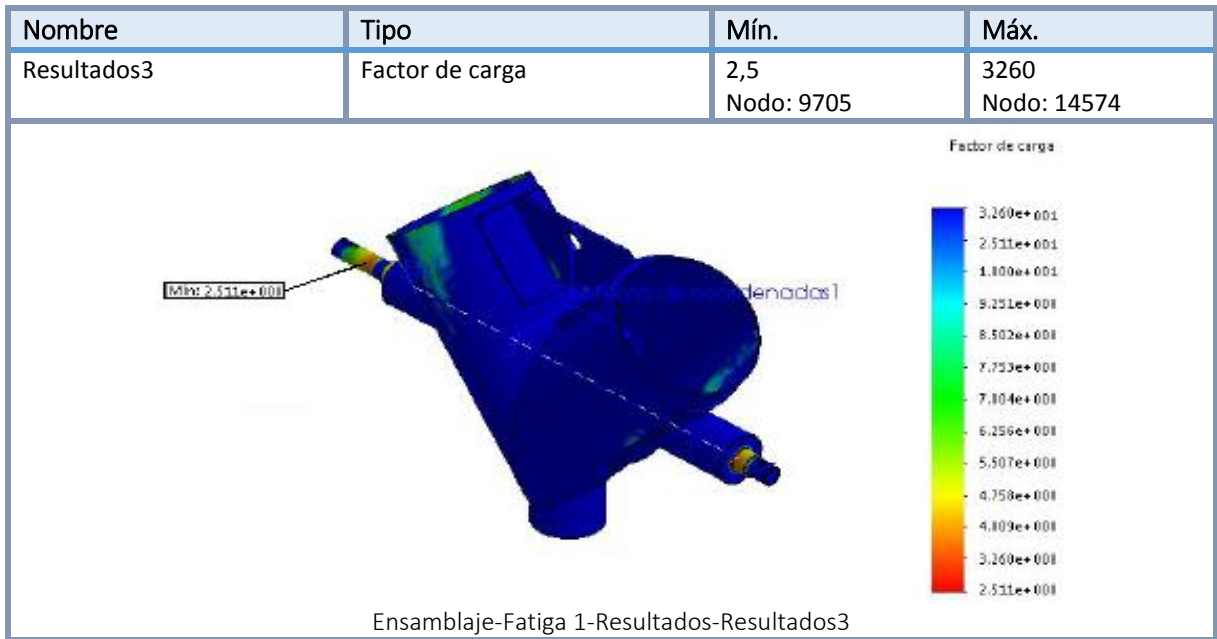 Nombre Tipo Mín. Máx.
Resultados3 Factor de carga 2,5 3260
Nodo: 9705 Nodo: 14574
Factor de carga
3.260e+001
2.511e+001
1.800e+001
9.251e+000
8.502e+000
7.753e+000
7.004e+000
6.256e+000
5.507e+000
4.758e+000
4.009e+000
3.260e+000
2.511e+000
Mín: 2.511e+000
Ensamblaje-Fatiga 1-Resultados-Resultados3